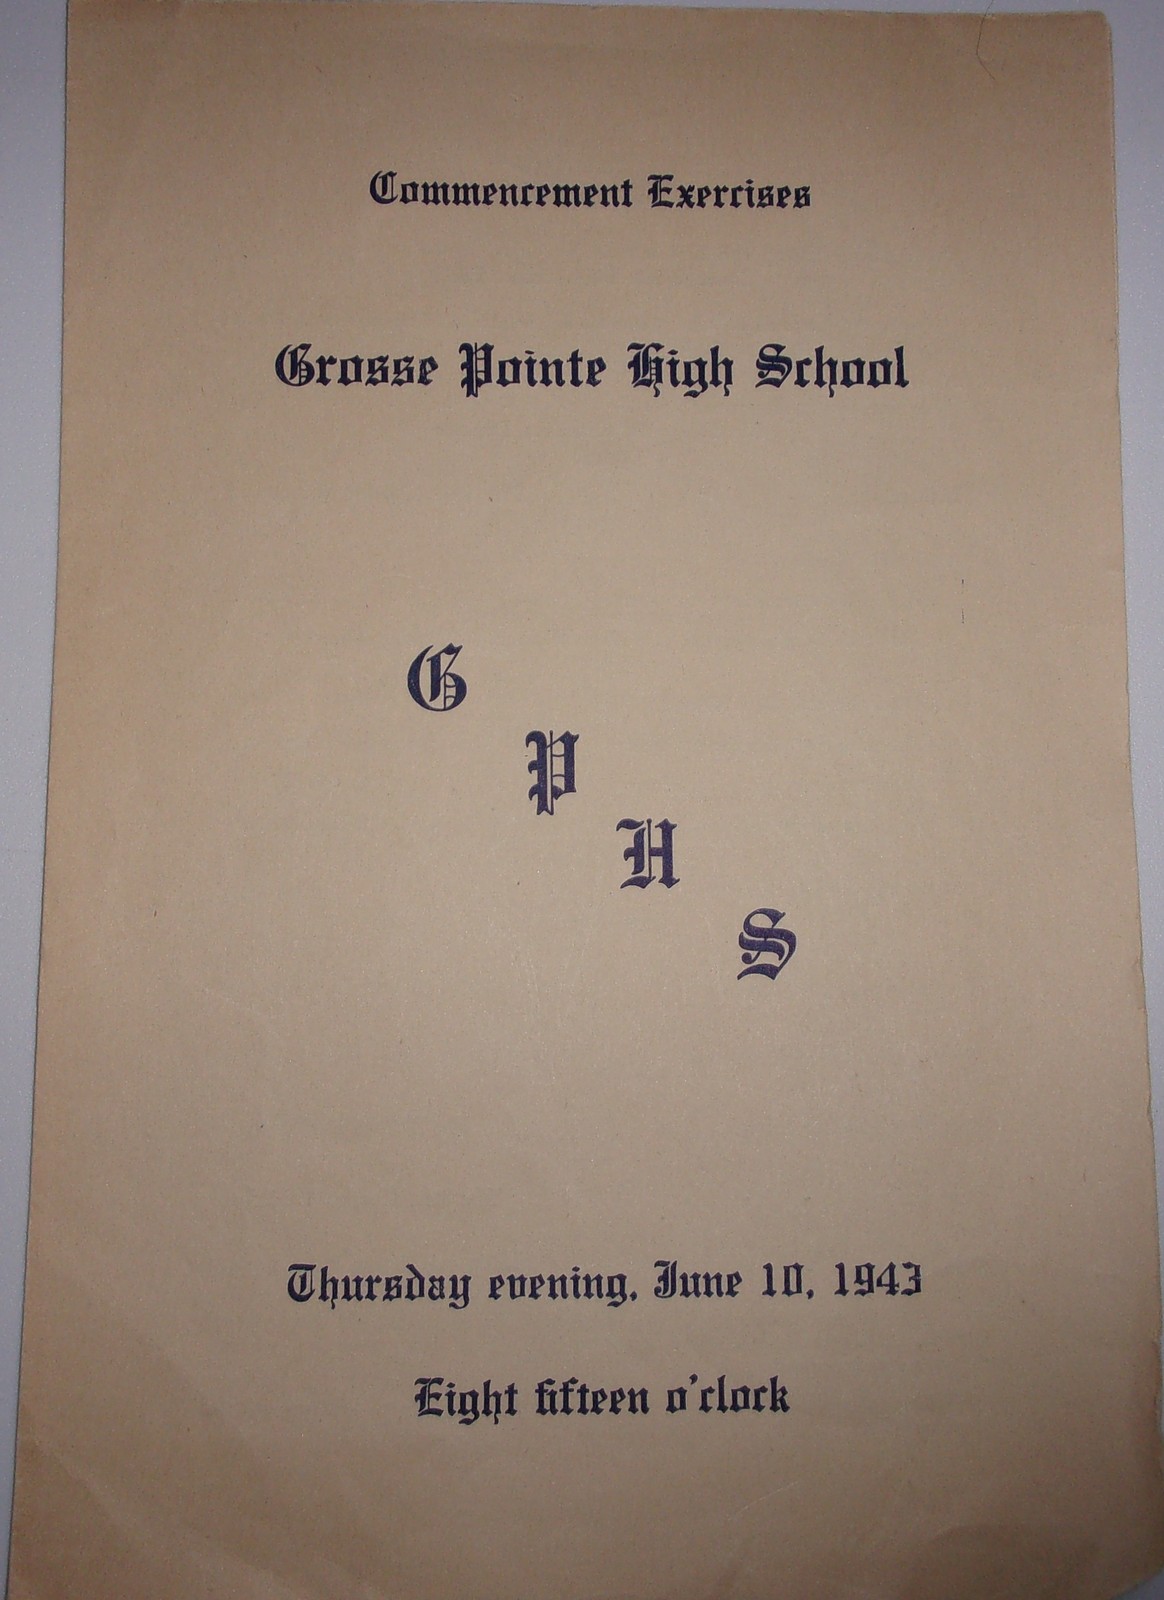 Commencement Exercises
Grosse Pointe High School
G
P
H
S
Thursday evening, June 10, 1943
Eight fifteen o'clock